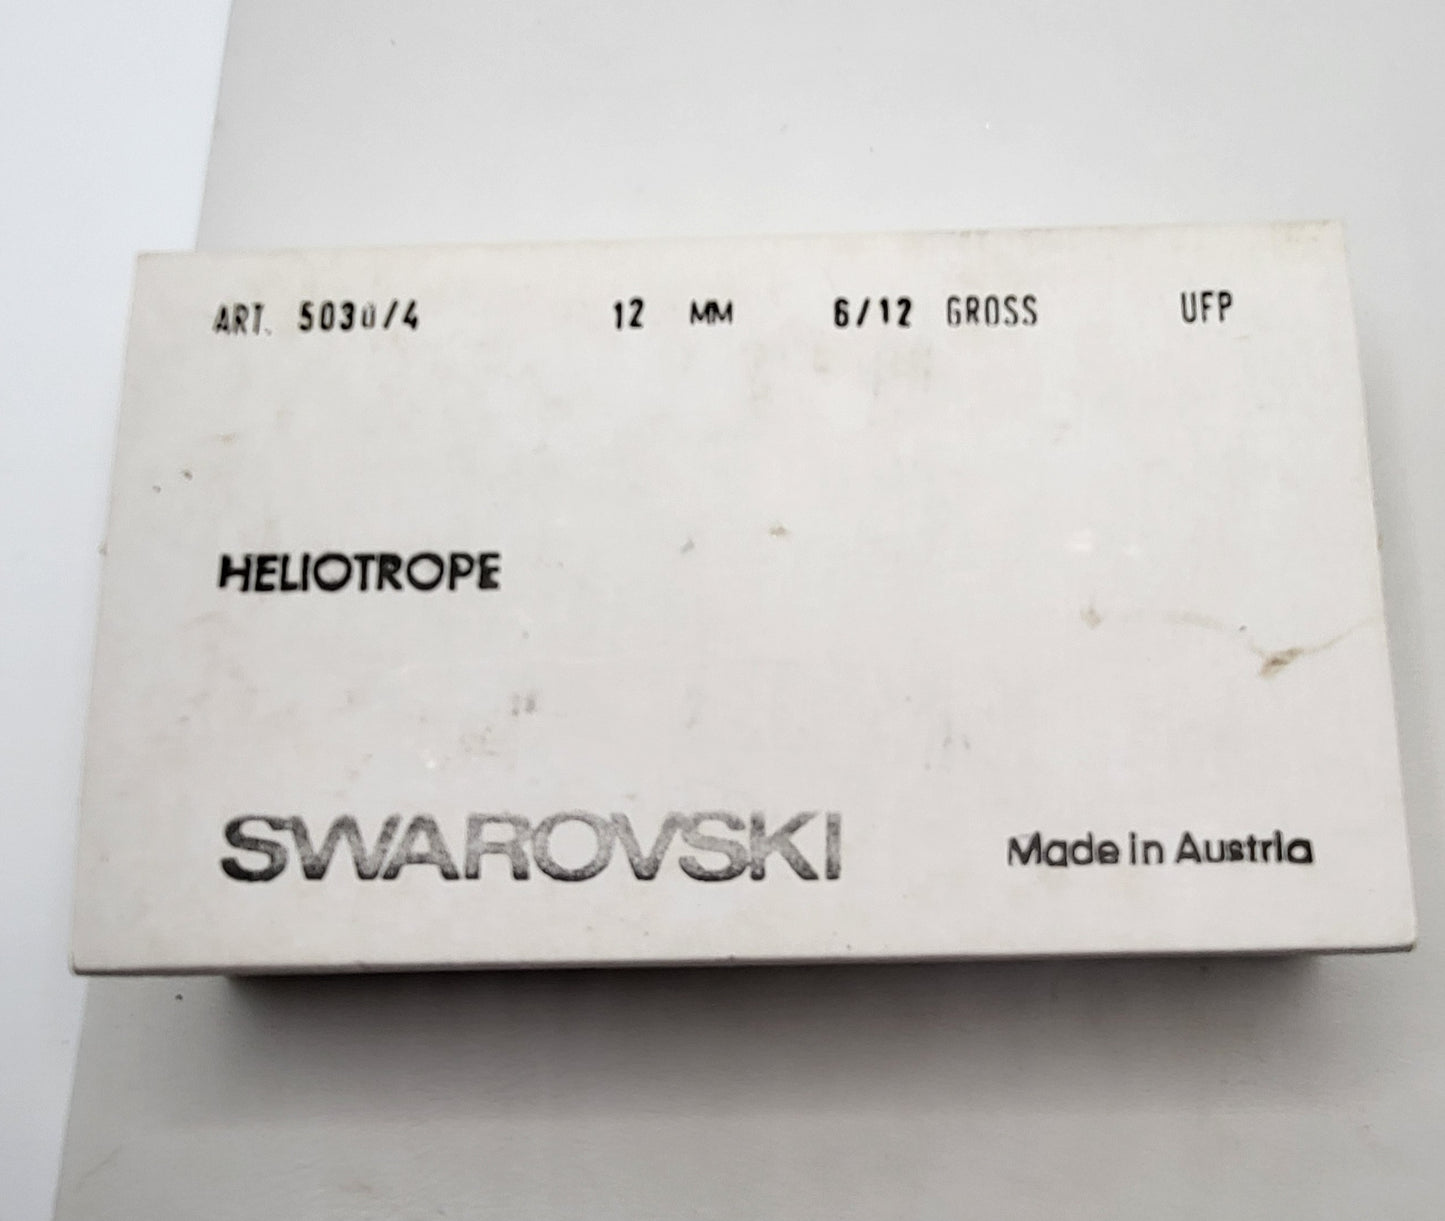 ART. 5030/4 12 MM 6/12 GROSS UFP
HELIOTROPE
SWAROVSKI Made in Austria